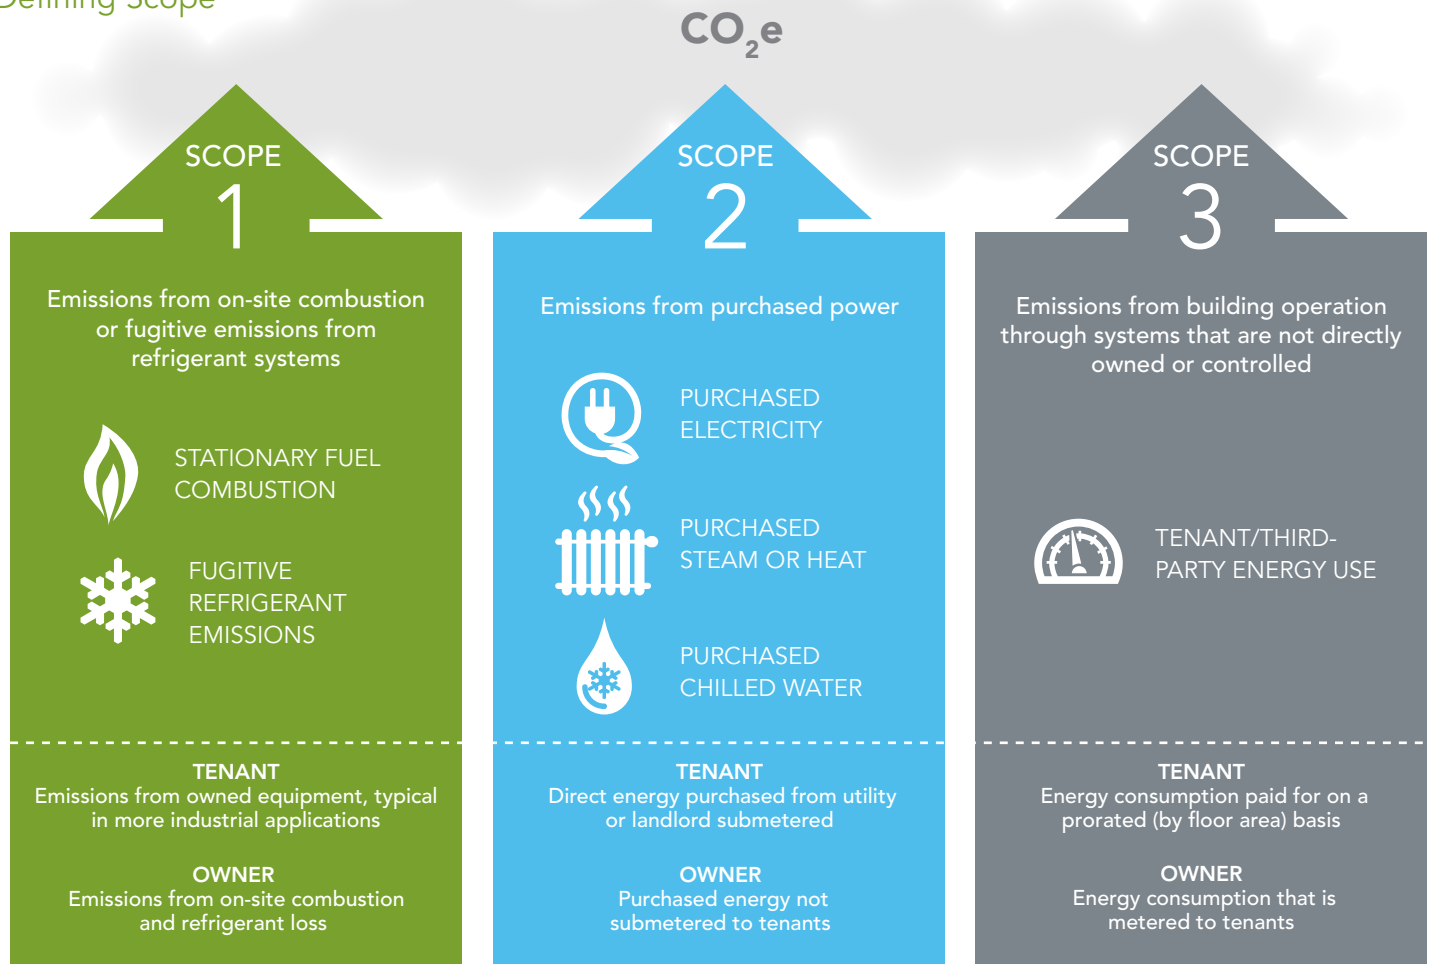 Defining Scope
CO2e
SCOPE
1
Emissions from on-site combustion
or fugitive emissions from
refrigerant systems
STATIONARY FUEL
COMBUSTION
FUGITIVE
REFRIGERANT
EMISSIONS
TENANT
Emissions from owned equipment, typical
in more industrial applications
OWNER
Emissions from on-site combustion
and refrigerant loss
SCOPE
2
Emissions from purchased power
PURCHASED
ELECTRICITY
PURCHASED
STEAM OR HEAT
PURCHASED
CHILLED WATER
TENANT
Direct energy purchased from utility
or landlord submetered
OWNER
Purchased energy not
submetered to tenants
SCOPE
3
Emissions from building operation
through systems that are not directly
owned or controlled
TENANT/THIRD-
PARTY ENERGY USE
TENANT
Energy consumption paid for on a
prorated (by floor area) basis
OWNER
Energy consumption that is
metered to tenants